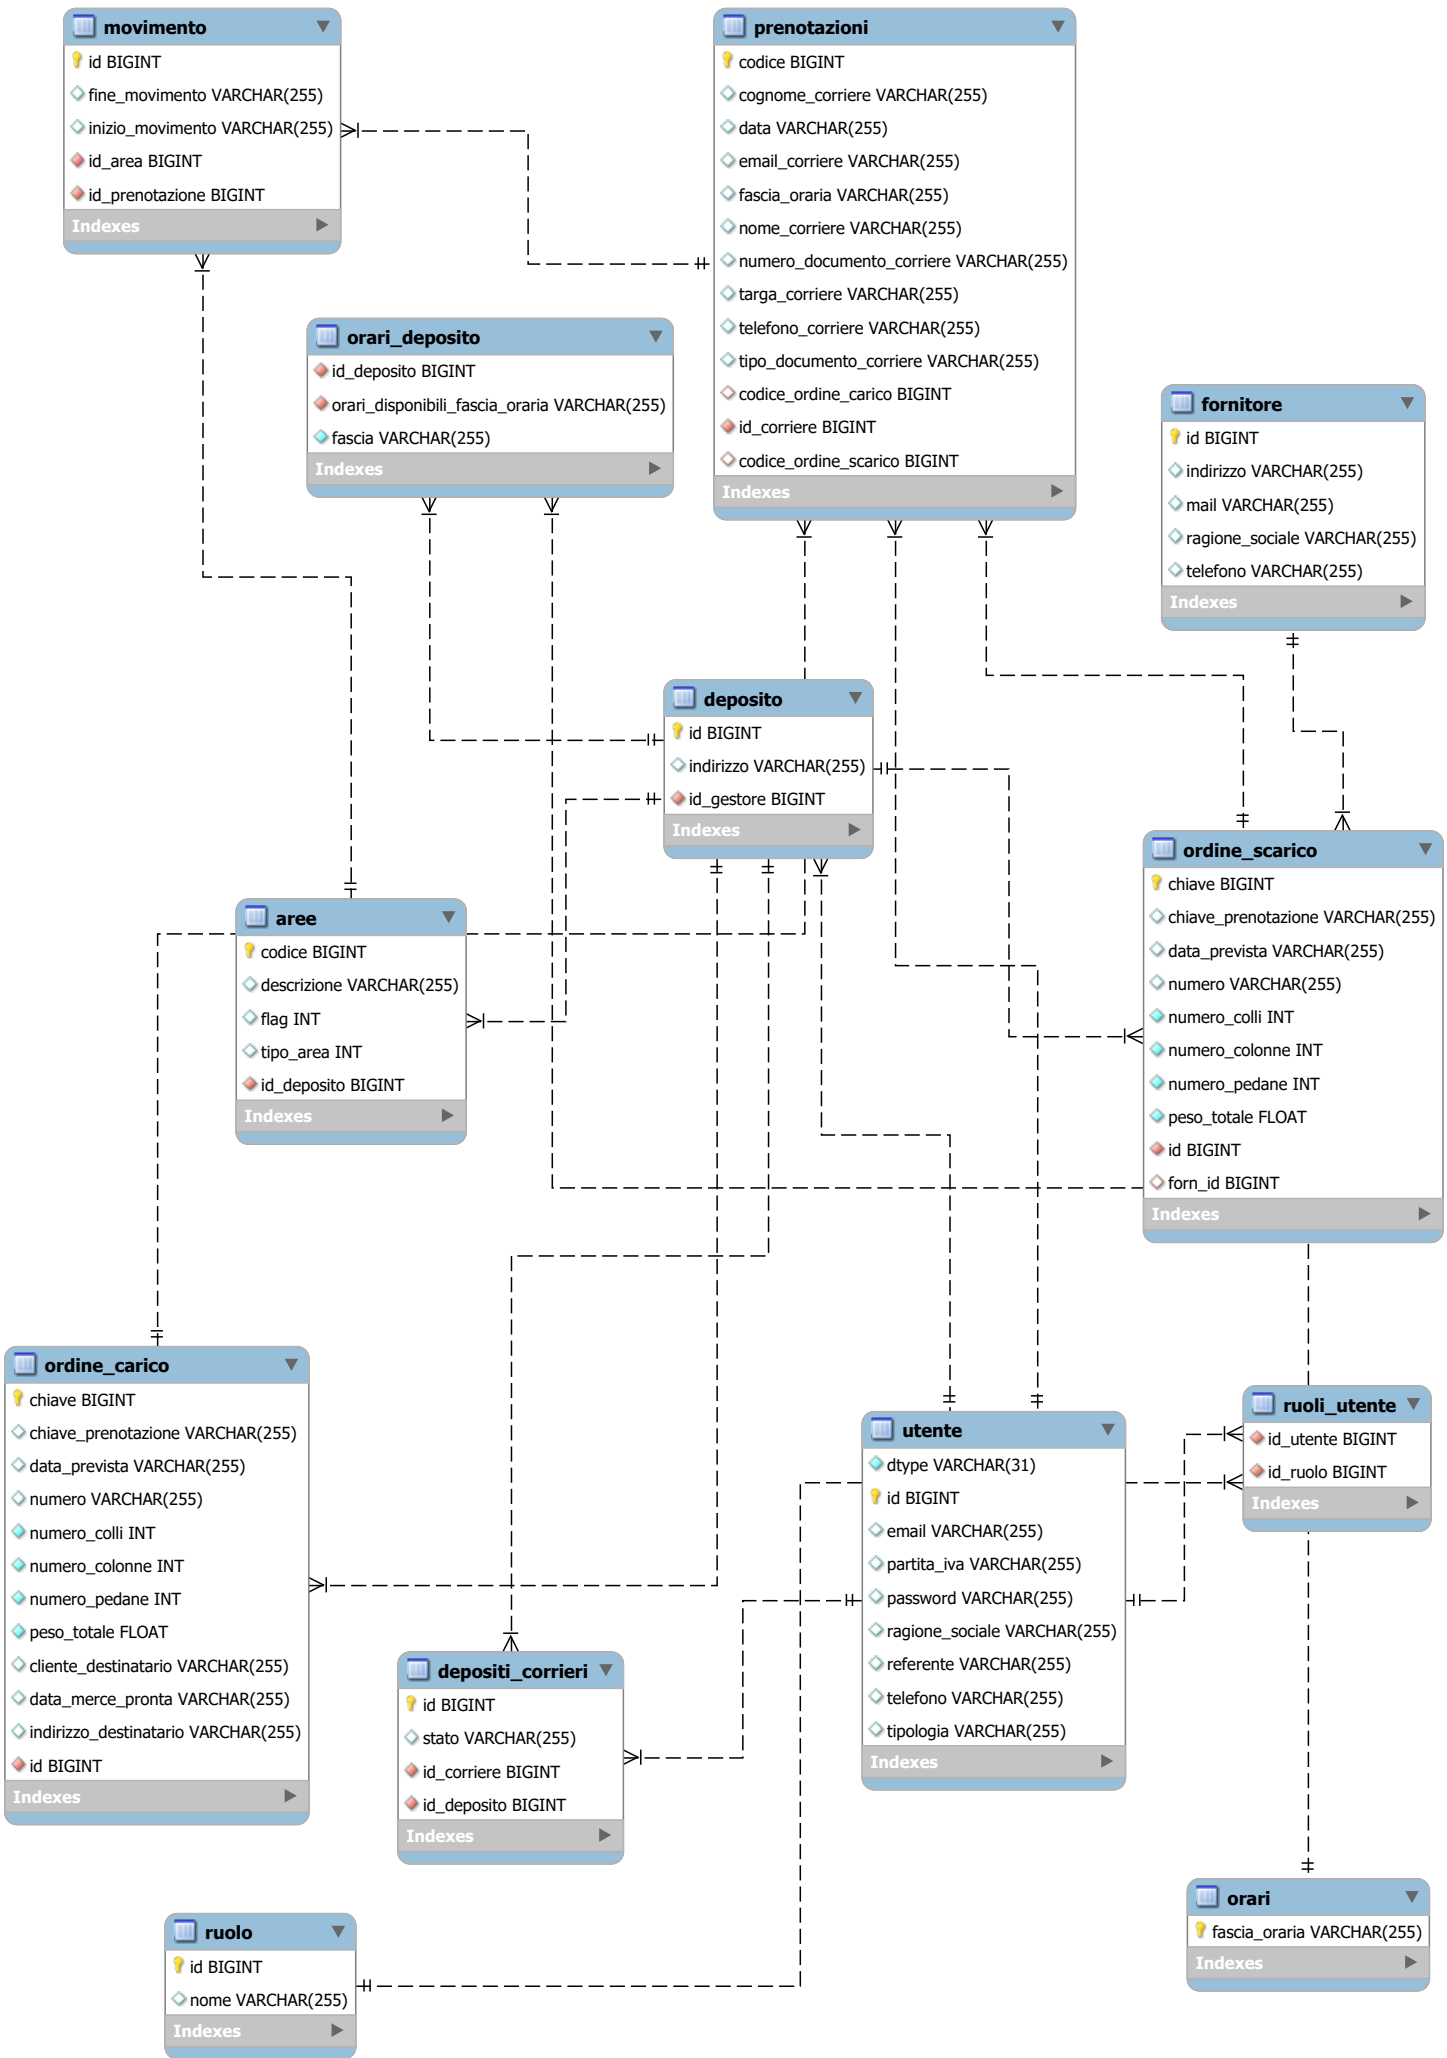 movimento
id BIGINT
fine_movimento VARCHAR(255)
inizio_movimento VARCHAR(255)
id_area BIGINT
id_prenotazione BIGINT
Indexes
prenotazioni
codice BIGINT
cognome_corriere VARCHAR(255)
data VARCHAR(255)
email_corriere VARCHAR(255)
fascia_oraria VARCHAR(255)
nome_corriere VARCHAR(255)
numero_documento_corriere VARCHAR(255)
targa_corriere VARCHAR(255)
telefono_corriere VARCHAR(255)
tipo_documento_corriere VARCHAR(255)
codice_ordine_carico BIGINT
id_corriere BIGINT
codice_ordine_scarico BIGINT
Indexes
orari_deposito
id_deposito BIGINT
orari_disponibili_fascia_oraria VARCHAR(255)
fascia VARCHAR(255)
Indexes
fornitore
id BIGINT
indirizzo VARCHAR(255)
mail VARCHAR(255)
ragione_sociale VARCHAR(255)
telefono VARCHAR(255)
Indexes
deposito
id BIGINT
indirizzo VARCHAR(255)
id_gestore BIGINT
Indexes
ordine_scarico
chiave BIGINT
chiave_prenotazione VARCHAR(255)
data_prevista VARCHAR(255)
numero VARCHAR(255)
numero_colli INT
numero_colonne INT
numero_pedane INT
peso_totale FLOAT
id BIGINT
forn_id BIGINT
Indexes
aree
codice BIGINT
descrizione VARCHAR(255)
flag INT
tipo_area INT
id_deposito BIGINT
Indexes
ordine_carico
chiave BIGINT
chiave_prenotazione VARCHAR(255)
data_prevista VARCHAR(255)
numero VARCHAR(255)
numero_colli INT
numero_colonne INT
numero_pedane INT
peso_totale FLOAT
cliente_destinatario VARCHAR(255)
data_merce_pronta VARCHAR(255)
indirizzo_destinatario VARCHAR(255)
id BIGINT
Indexes
ruoli_utente
id_utente BIGINT
id_ruolo BIGINT
Indexes
utente
dtype VARCHAR(31)
id BIGINT
email VARCHAR(255)
partita_iva VARCHAR(255)
password VARCHAR(255)
ragione_sociale VARCHAR(255)
referente VARCHAR(255)
telefono VARCHAR(255)
tipologia VARCHAR(255)
Indexes
depositi_corrieri
id BIGINT
stato VARCHAR(255)
id_corriere BIGINT
id_deposito BIGINT
Indexes
orari
fascia_oraria VARCHAR(255)
Indexes
ruolo
id BIGINT
nome VARCHAR(255)
Indexes